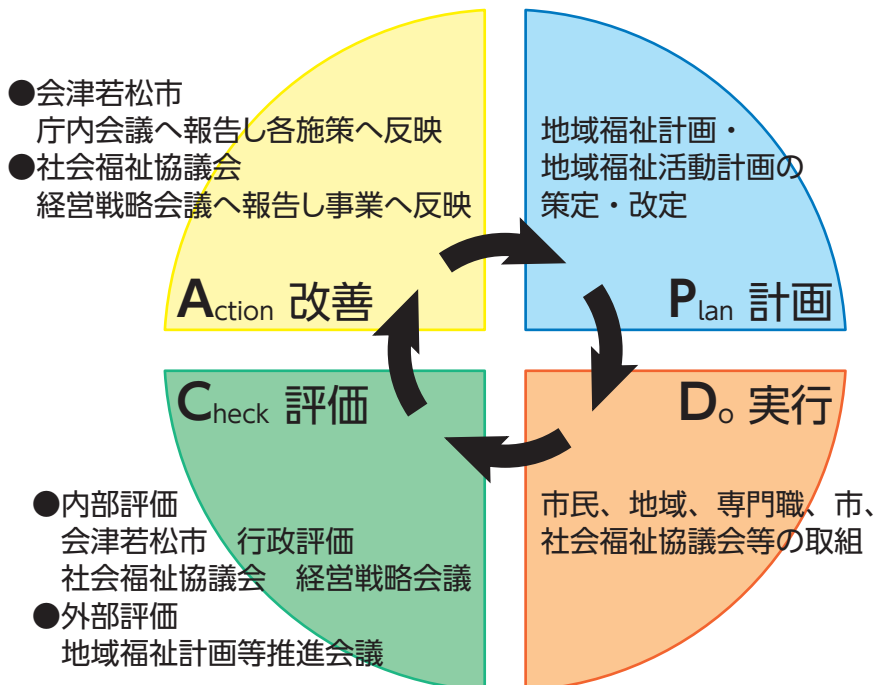 ●会津若松市
庁内会議へ報告し各施策へ反映
●社会福祉協議会
経営戦略会議へ報告し事業へ反映
Action 改善
地域福祉計画・
地域福祉活動計画の
策定・改定
Plan 計画
Check 評価
●内部評価
会津若松市　行政評価
社会福祉協議会　経営戦略会議
●外部評価
地域福祉計画等推進会議
Do 実行
市民、地域、専門職、市、
社会福祉協議会等の取組